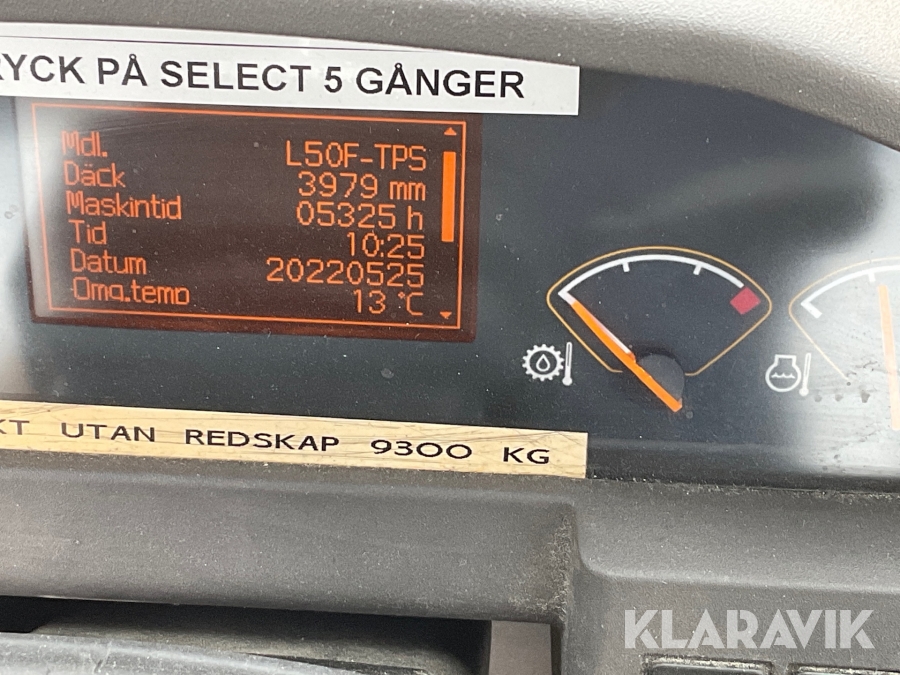 RYCK PÅ SELECT 5 GÅNGER
Mdl. L50F-TPS
Däck 3979 mm
Maskintid 05325 h
Tid 10:25
Datum 20220525
Omg.temp 13 °C
KT UTAN REDSKAP 9300 KG
KLARAVIK